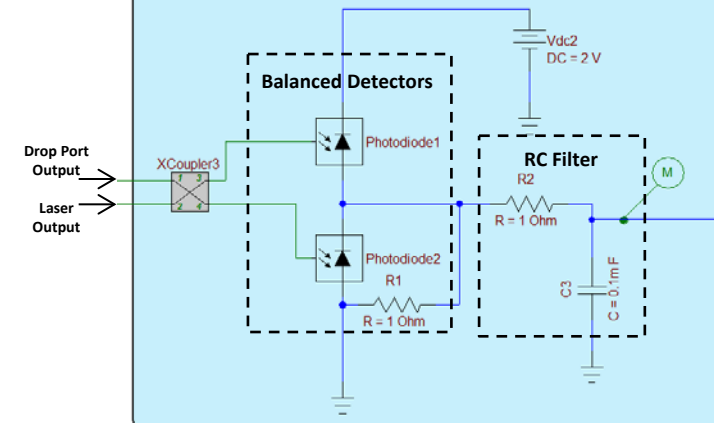 Vdc2
DC = 2 V
Balanced Detectors
Photodiode1
RC Filter
Drop Port
Output
XCoupler3
1 3
2 4
M
R2
R = 1 Ohm
Laser
Output
Photodiode2
R1
R = 1 Ohm
C3
C = 0.1m F